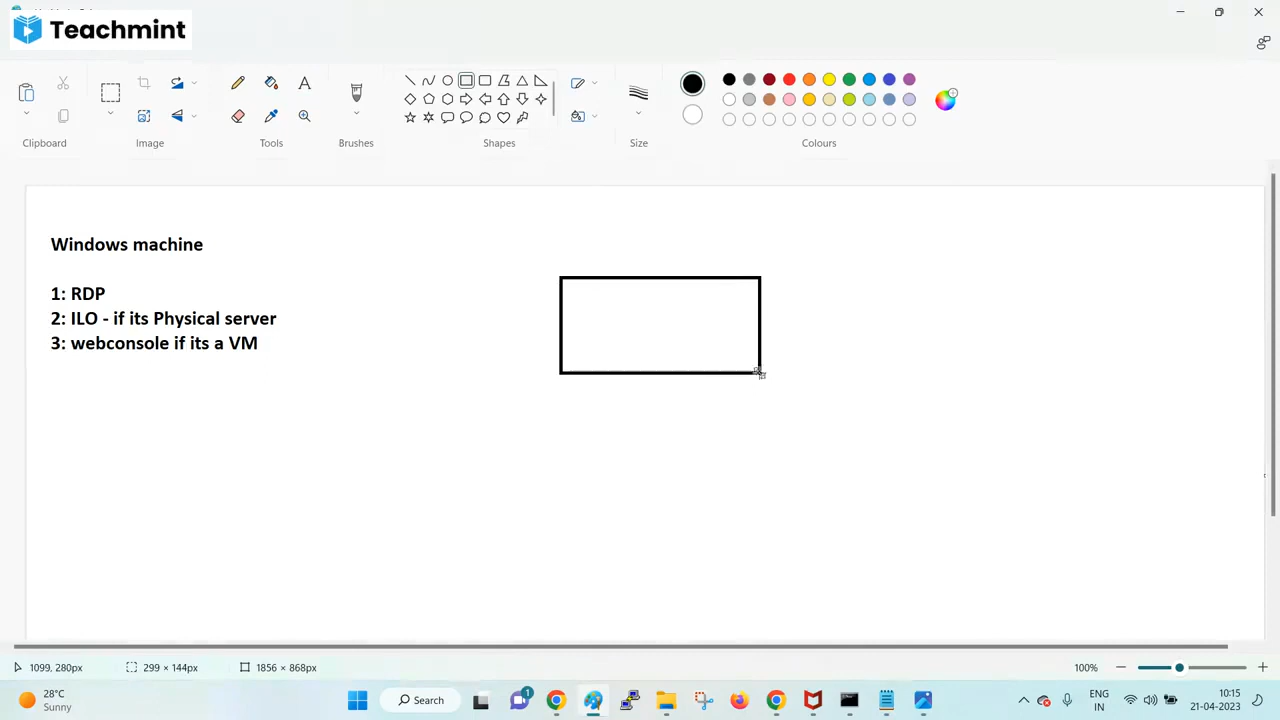 Teachmint
Clipboard
Image
Tools
Brushes
Shapes
Size
Colours
Windows machine
1: RDP
2: ILO - if its Physical server
3: webconsole if its a VM
1099, 280px
299 × 144px
1856 × 868px
100%
28°C
Sunny
Search
1
ENG
IN
10:15
21-04-2023